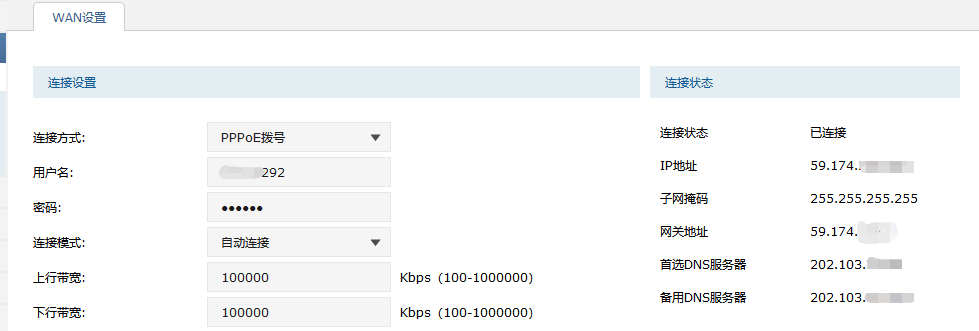 WAN设置
连接设置
连接方式: PPPoE拨号
用户名: 292
密码: ●●●●●●
连接模式: 自动连接
上行带宽: 100000 Kbps (100-1000000)
下行带宽: 100000 Kbps (100-1000000)
连接状态
连接状态 已连接
IP地址 59.174.
子网掩码 255.255.255.255
网关地址 59.174.
首选DNS服务器 202.103.
备用DNS服务器 202.103.